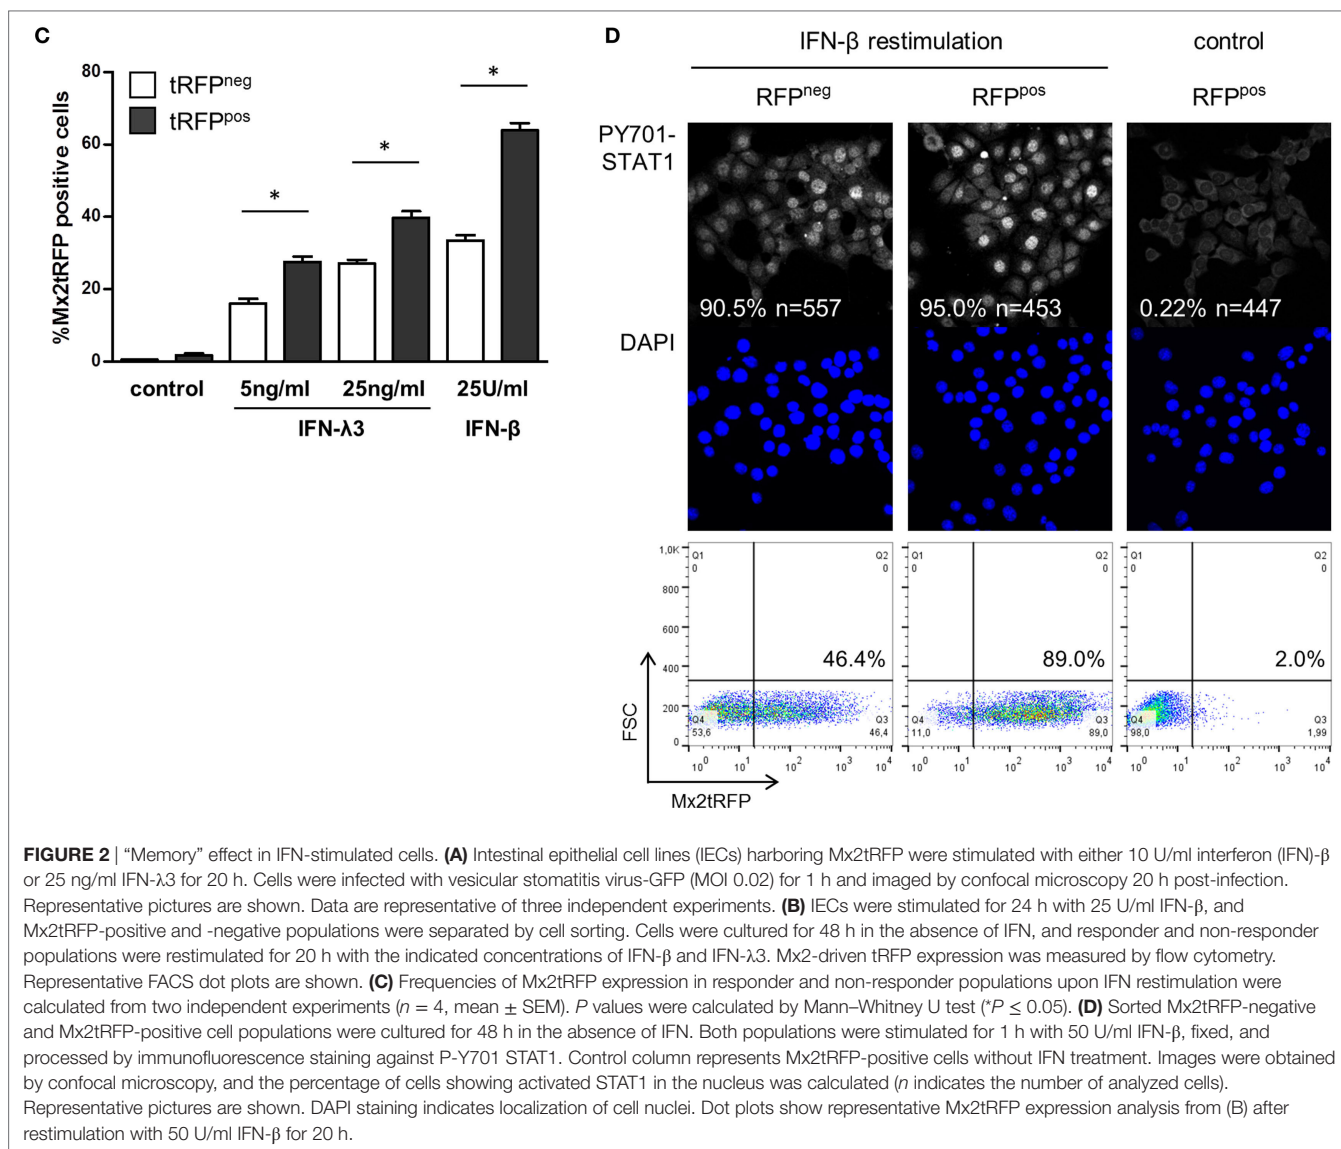 C
%Mx2tRFP positive cells
80
60
40
20
0
tRFPneg
tRFPpos
*
*
*
control
5ng/ml
25ng/ml
25U/ml
IFN-λ3
IFN-β
D
IFN-β restimulation
control
RFPneg
RFPpos
RFPpos
PY701-
STAT1
90.5% n=557
95.0% n=453
0.22% n=447
DAPI
1,0K
800
600
400
200
0
FSC
Q1
0
Q2
0
46.4%
Q4
53,6
Q3
46,4
100 101 102 103 104
Q1
0
Q2
0
89.0%
Q4
11,0
Q3
89,0
100 101 102 103 104
Q1
0
Q2
0
2.0%
Q4
98,0
Q3
1,99
100 101 102 103 104
Mx2tRFP
FIGURE 2 | “Memory” effect in IFN-stimulated cells. (A) Intestinal epithelial cell lines (IECs) harboring Mx2tRFP were stimulated with either 10 U/ml interferon (IFN)-β
or 25 ng/ml IFN-λ3 for 20 h. Cells were infected with vesicular stomatitis virus-GFP (MOI 0.02) for 1 h and imaged by confocal microscopy 20 h post-infection.
Representative pictures are shown. Data are representative of three independent experiments. (B) IECs were stimulated for 24 h with 25 U/ml IFN-β, and
Mx2tRFP-positive and -negative populations were separated by cell sorting. Cells were cultured for 48 h in the absence of IFN, and responder and non-responder
populations were restimulated for 20 h with the indicated concentrations of IFN-β and IFN-λ3. Mx2-driven tRFP expression was measured by flow cytometry.
Representative FACS dot plots are shown. (C) Frequencies of Mx2tRFP expression in responder and non-responder populations upon IFN restimulation were
calculated from two independent experiments (n = 4, mean ± SEM). P values were calculated by Mann–Whitney U test (*P ≤ 0.05). (D) Sorted Mx2tRFP-negative
and Mx2tRFP-positive cell populations were cultured for 48 h in the absence of IFN. Both populations were stimulated for 1 h with 50 U/ml IFN-β, fixed, and
processed by immunofluorescence staining against P-Y701 STAT1. Control column represents Mx2tRFP-positive cells without IFN treatment. Images were obtained
by confocal microscopy, and the percentage of cells showing activated STAT1 in the nucleus was calculated (n indicates the number of analyzed cells).
Representative pictures are shown. DAPI staining indicates localization of cell nuclei. Dot plots show representative Mx2tRFP expression analysis from (B) after
restimulation with 50 U/ml IFN-β for 20 h.